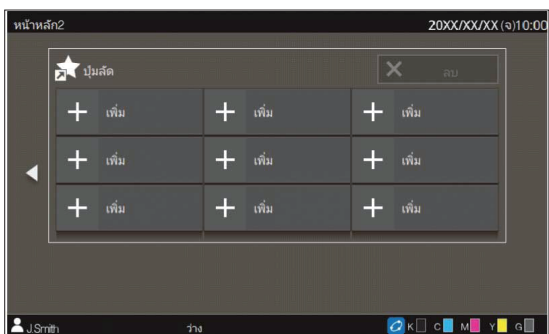 หน้าหลัก2 20XX/XX/XX (จ)10:00
ปุ่มลัด ลบ
เพิ่ม เพิ่ม เพิ่ม
เพิ่ม เพิ่ม เพิ่ม
เพิ่ม เพิ่ม เพิ่ม
J.Smith ว่าง K C M Y G